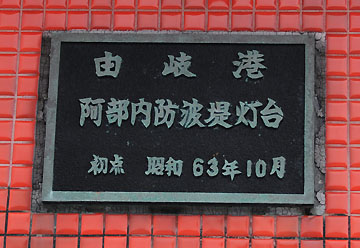 由岐港
阿部内防波堤灯台
初点 昭和63年10月